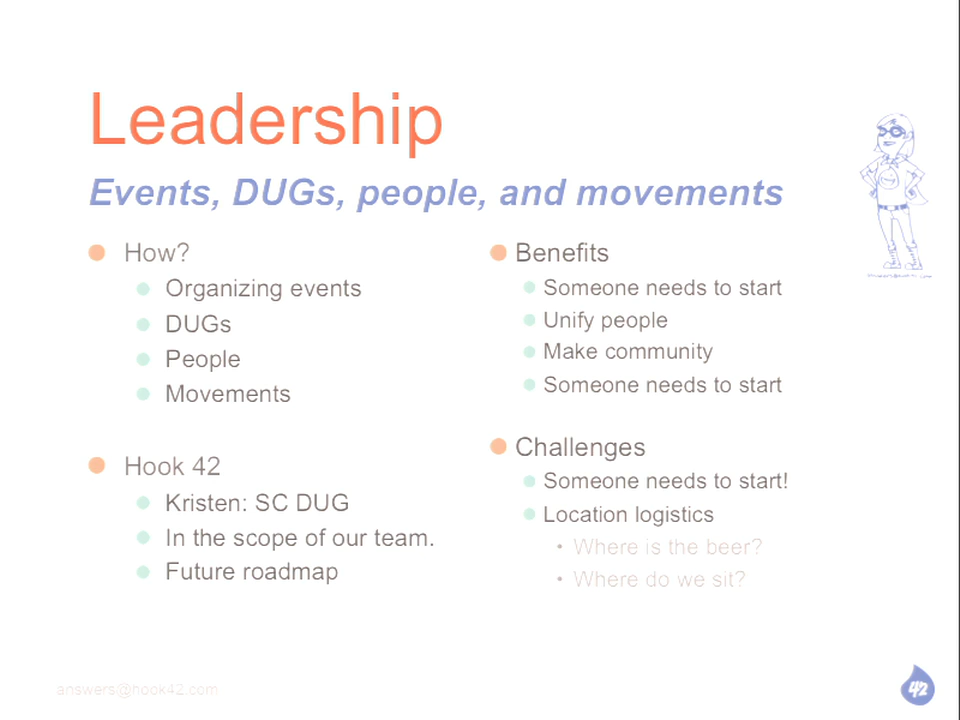 Leadership
Events, DUGs, people, and movements
How?
Organizing events
DUGs
People
Movements
Hook 42
Kristen: SC DUG
In the scope of our team.
Future roadmap
Benefits
Someone needs to start
Unify people
Make community
Someone needs to start
Challenges
Someone needs to start!
Location logistics
Where is the beer?
Where do we sit?
answers@hook42.com
42